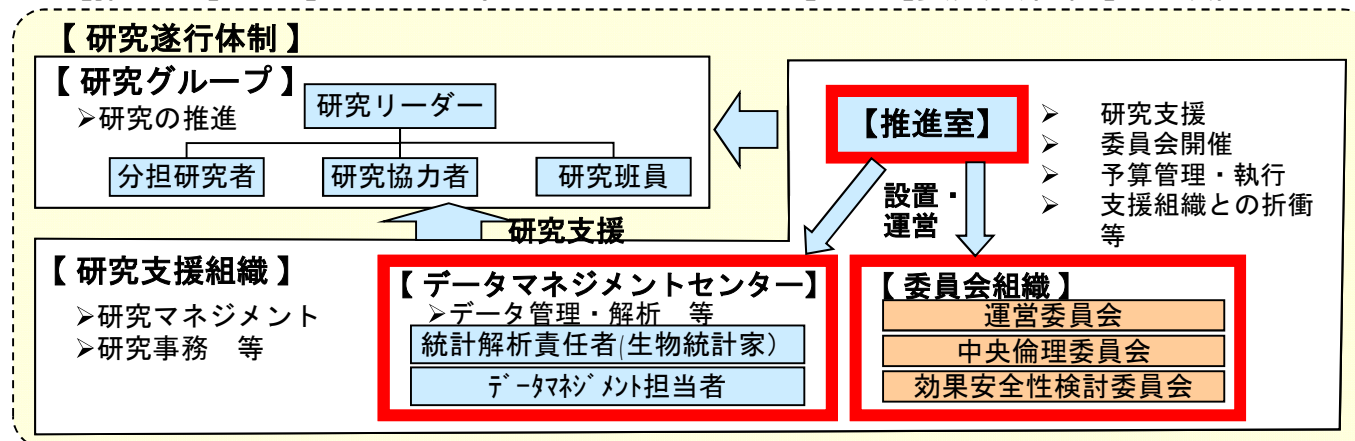 【研究遂行体制】
【研究グループ】
➢研究の推進
研究リーダー
分担研究者
研究協力者
研究班員
【推進室】
➢ 研究支援
➢ 委員会開催
➢ 予算管理・執行
➢ 支援組織との折衝
等
設置・
運営
研究支援
【研究支援組織】
➢研究マネジメント
➢研究事務 等
【データマネジメントセンター】
➢データ管理・解析 等
統計解析責任者(生物統計家)
ﾃﾞｰﾀﾏﾈｼﾞﾒﾝﾄ担当者
【委員会組織】
運営委員会
中央倫理委員会
効果安全性検討委員会